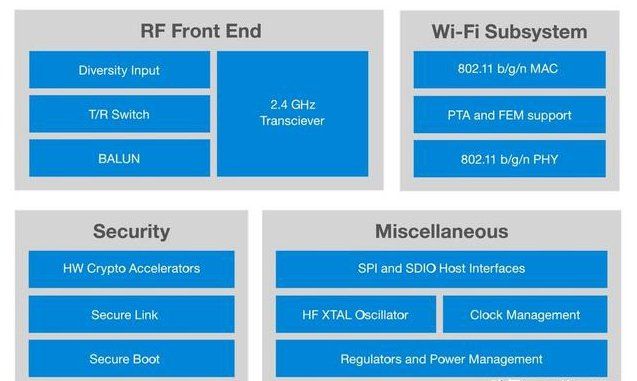 RF Front End
Diversity Input
T/R Switch
BALUN
2.4 GHz
Transciever
Wi-Fi Subsystem
802.11 b/g/n MAC
PTA and FEM support
802.11 b/g/n PHY
Security
HW Crypto Accelerators
Secure Link
Secure Boot
Miscellaneous
SPI and SDIO Host Interfaces
HF XTAL Oscillator
Clock Management
Regulators and Power Management